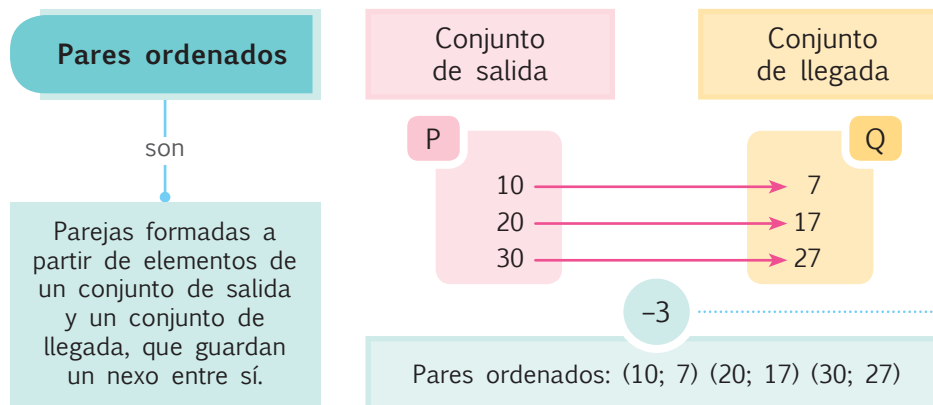 Pares ordenados
son
Parejas formadas a
partir de elementos de
un conjunto de salida
y un conjunto de
llegada, que guardan
un nexo entre sí.
Conjunto
de salida
Conjunto
de llegada
P
Q
10 7
20 17
30 27
–3
Pares ordenados: (10; 7) (20; 17) (30; 27)